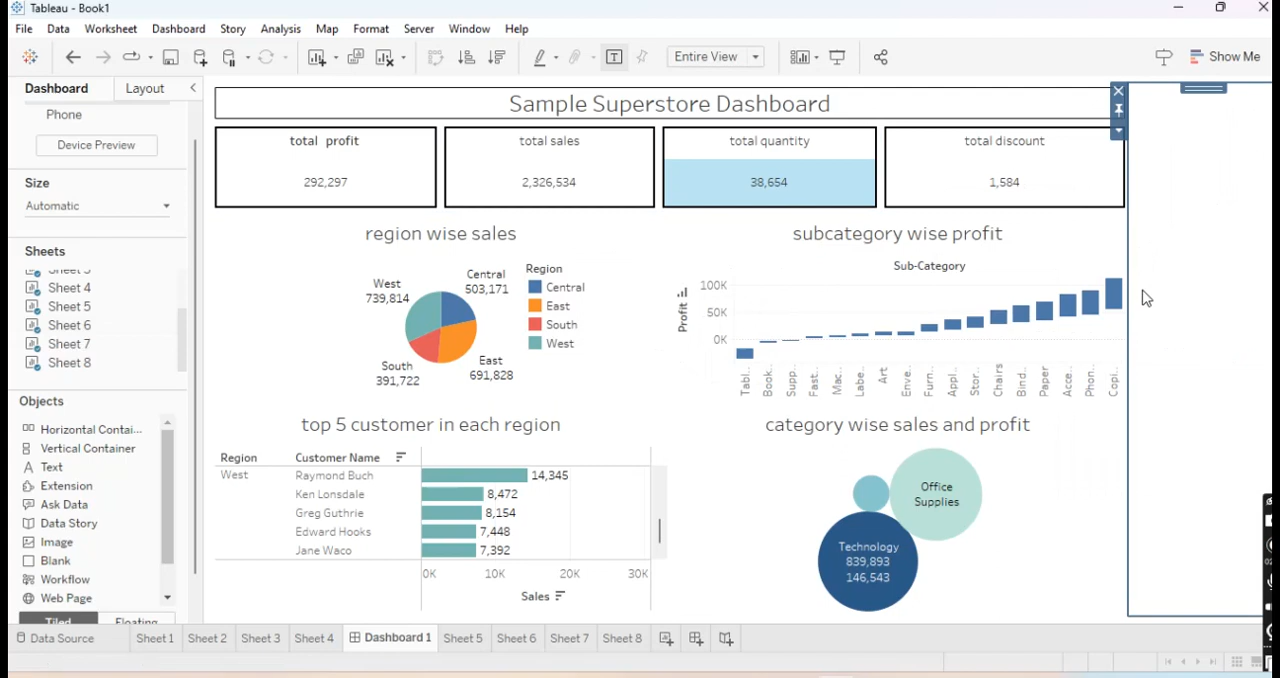 Tableau - Book1
File Data Worksheet Dashboard Story Analysis Map Format Server Window Help
Entire View
Show Me
Dashboard Layout
Phone
Device Preview
Size
Automatic
Sheets
Sheet 4
Sheet 5
Sheet 6
Sheet 7
Sheet 8
Objects
Horizontal Contai...
Vertical Container
Text
Extension
Ask Data
Data Story
Image
Blank
Workflow
Web Page
Tiled Floating
Sample Superstore Dashboard
total profit
292,297
total sales
2,326,534
total quantity
38,654
total discount
1,584
region wise sales
West
739,814
Central
503,171
South
391,722
East
691,828
Region
Central
East
South
West
subcategory wise profit
Sub-Category
Profit
100K
50K
0K
Tabl..
Book..
Supp..
Fast..
Mac..
Labe..
Art
Enve..
Furn..
Appl..
Stor..
Chairs
Bind..
Paper
Acce..
Phon..
Copi..
top 5 customer in each region
Region Customer Name
West Raymond Buch 14,345
Ken Lonsdale 8,472
Greg Guthrie 8,154
Edward Hooks 7,448
Jane Waco 7,392
0K 10K 20K 30K
Sales
category wise sales and profit
Office
Supplies
Technology
839,893
146,543
Data Source Sheet 1 Sheet 2 Sheet 3 Sheet 4 Dashboard 1 Sheet 5 Sheet 6 Sheet 7 Sheet 8